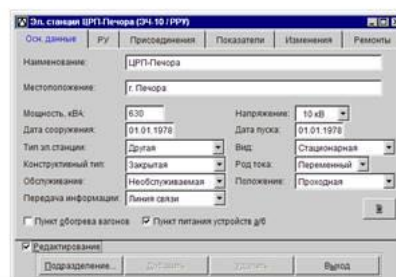 Эл. станция ЦРП-Печора (ЭЧ-10 / РРУ)
Осн. данные РУ Присоединения Показатели Изменения Ремонты
Наименование: ЦРП-Печора
Местоположение: г. Печора
Мощность, кВА: 630 Напряжение: 10 кВ
Дата сооружения: 01.01.1978 Дата пуска: 01.01.1978
Тип эл.станции: Другая Вид: Стационарная
Конструктивный тип: Закрытая Род тока: Переменный
Обслуживание: Необслуживаемая Положение: Проходная
Передача информации: Линия связи
Пункт обогрева вагонов Пункт питания устройств а/б
Редактирование
Подразделение... Добавить Удалить Выход